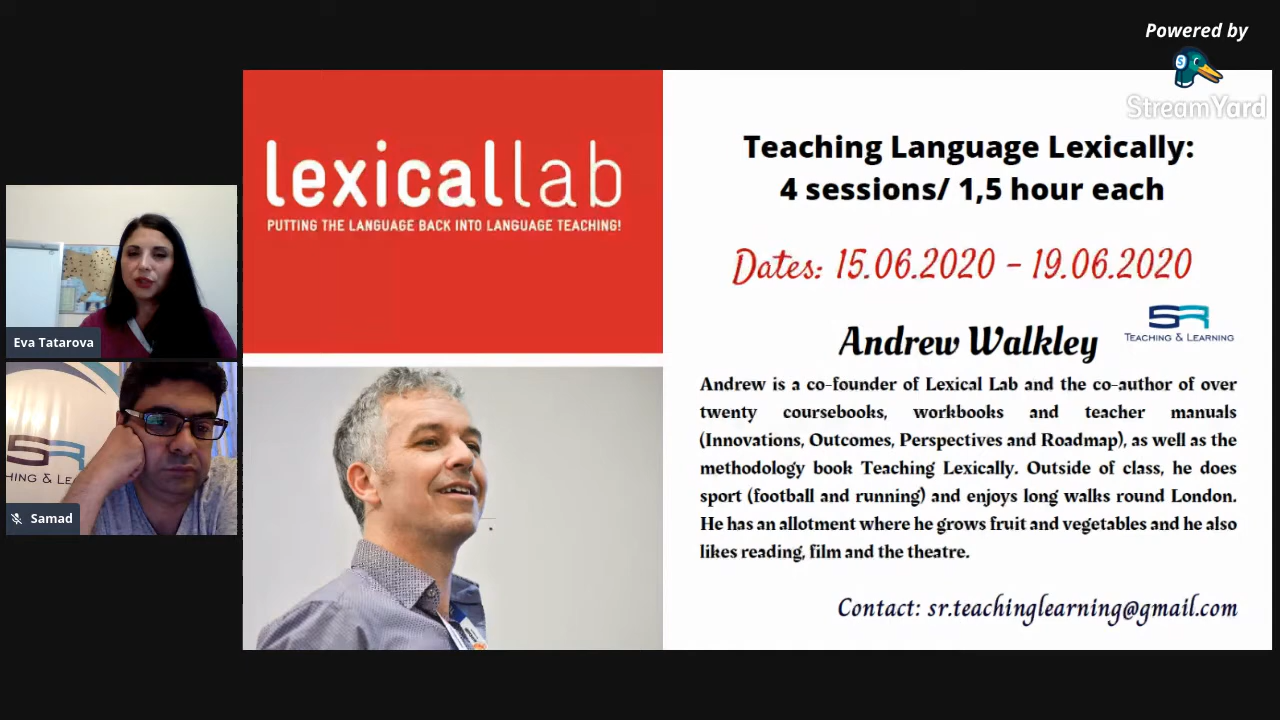 Powered by
StreamYard
lexicallab
PUTTING THE LANGUAGE BACK INTO LANGUAGE TEACHING!
Teaching Language Lexically:
4 sessions/ 1,5 hour each
Dates: 15.06.2020 - 19.06.2020
Andrew Walkley
SR
TEACHING & LEARNING
Andrew is a co-founder of Lexical Lab and the co-author of over
twenty coursebooks, workbooks and teacher manuals
(Innovations, Outcomes, Perspectives and Roadmap), as well as the
methodology book Teaching Lexically. Outside of class, he does
sport (football and running) and enjoys long walks round London.
He has an allotment where he grows fruit and vegetables and he also
likes reading, film and the theatre.
Contact: sr.teachinglearning@gmail.com
Eva Tatarova
SR
HING & LEA
Samad